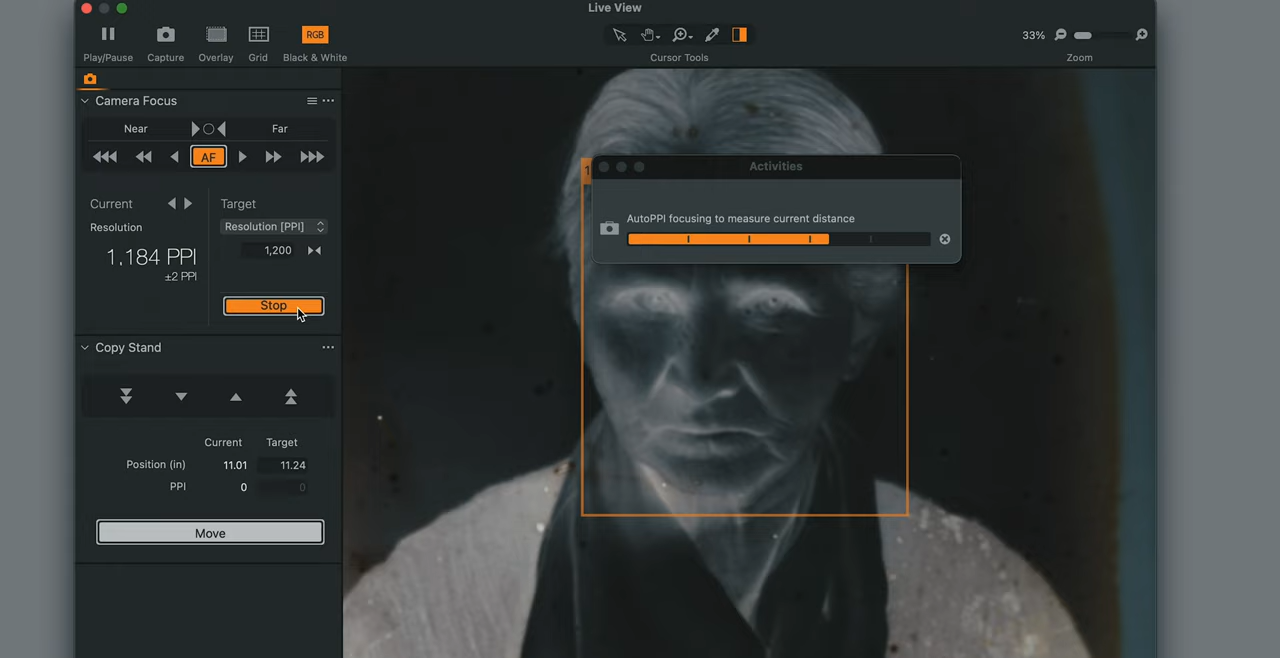 Live View
RGB
33%
Play/Pause Capture Overlay Grid Black & White Cursor Tools Zoom
Camera Focus
Near Far
AF
1
Activities
Current Target
Resolution Resolution [PPI]
AutoPPI focusing to measure current distance
1,184 PPI 1,200
±2 PPI
Stop
Copy Stand
Current Target
Position (in) 11.01 11.24
PPI 0 0
Move